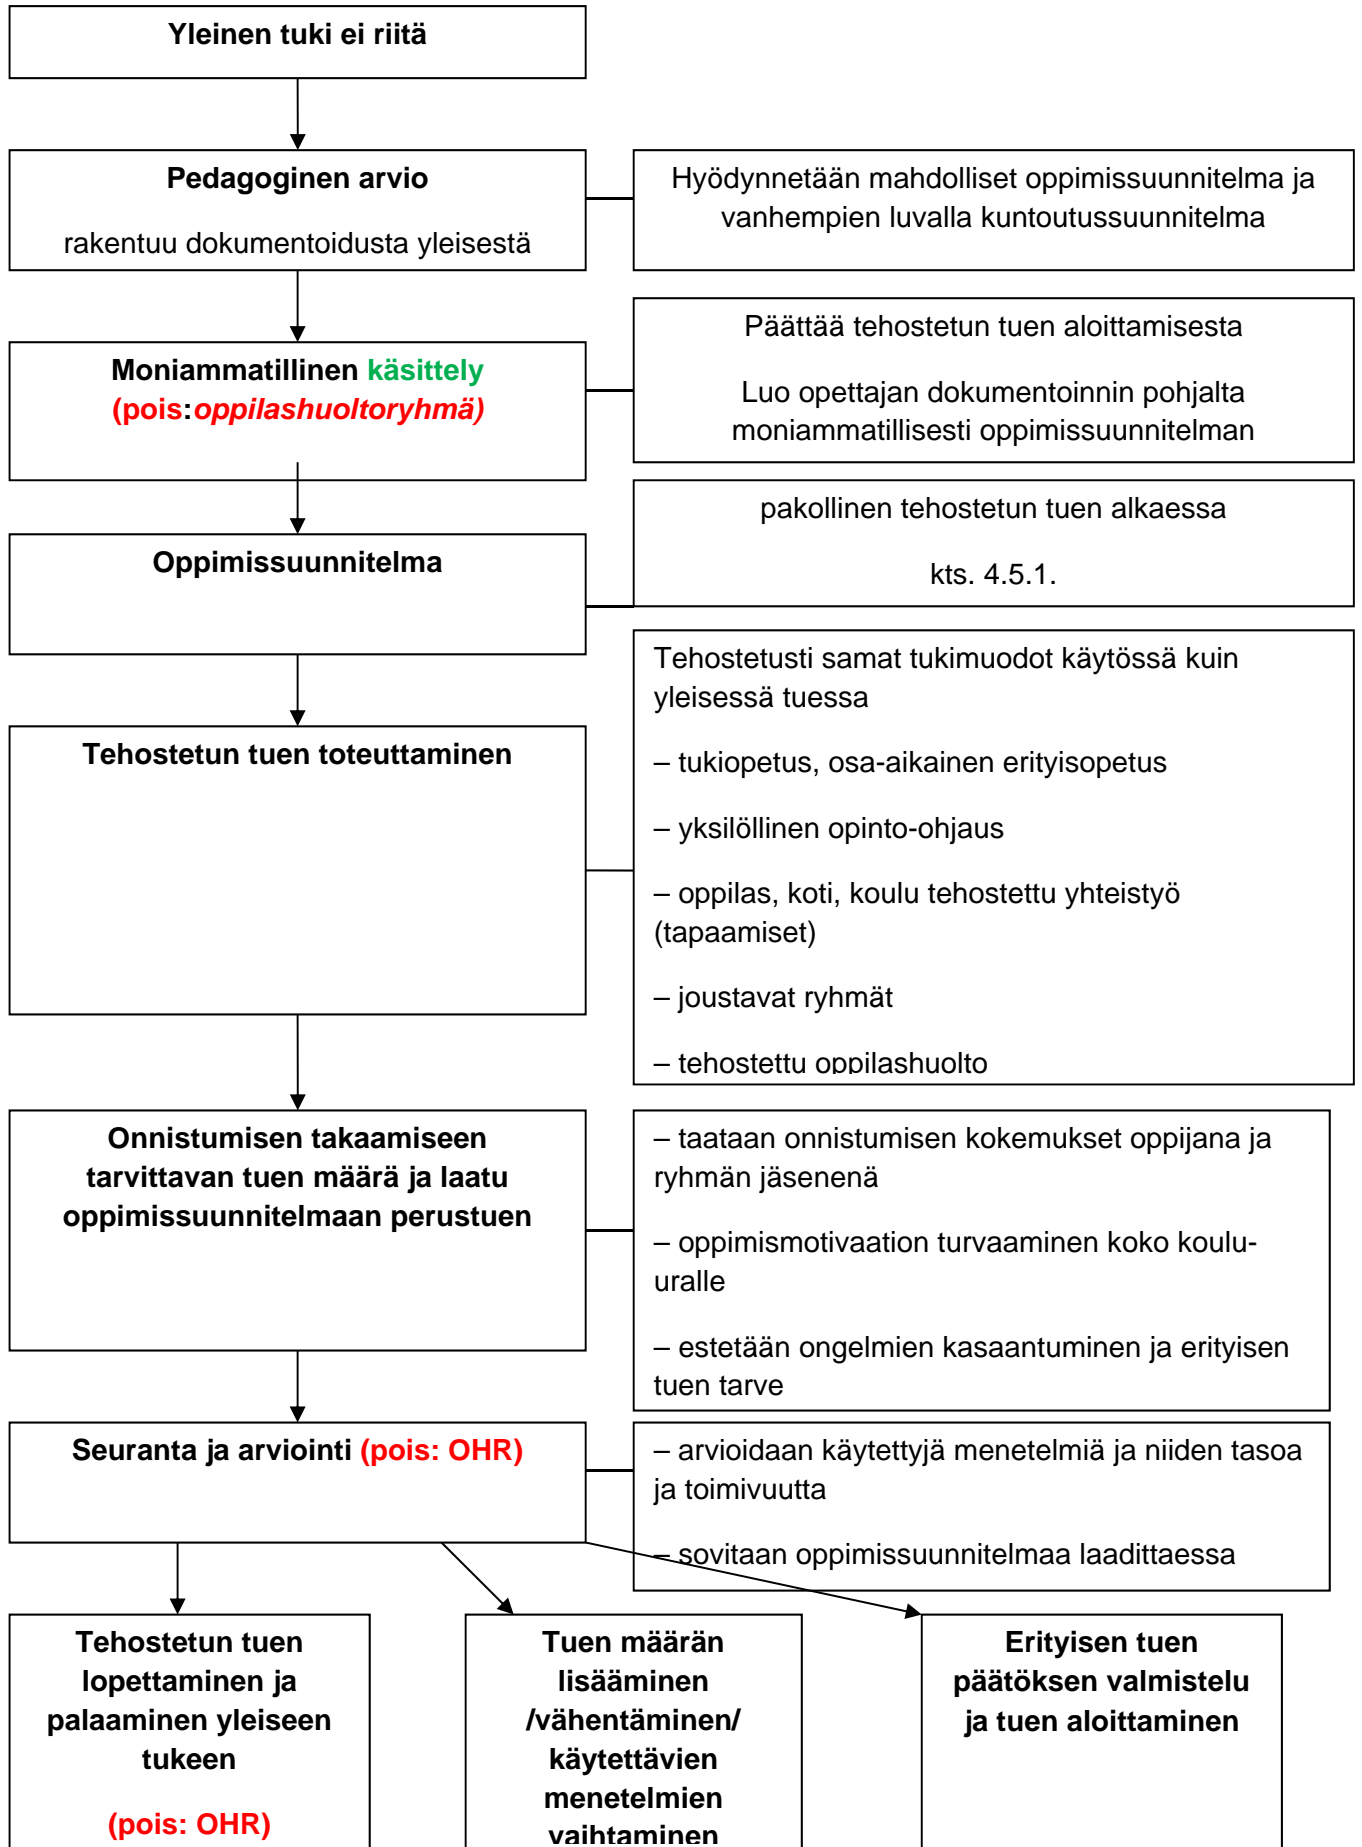 Yleinen tuki ei riitä
Pedagoginen arvio
rakentuu dokumentoidusta yleisestä
Hyödynnetään mahdolliset oppimissuunnitelma ja
vanhempien luvalla kuntoutussuunnitelma
Moniammatillinen käsittely
(pois:oppilashuoltoryhmä)
Päättää tehostetun tuen aloittamisesta
Luo opettajan dokumentoinnin pohjalta
moniammatillisesti oppimissuunnitelman
Oppimissuunnitelma
pakollinen tehostetun tuen alkaessa
kts. 4.5.1.
Tehostetun tuen toteuttaminen
Tehostetusti samat tukimuodot käytössä kuin
yleisessä tuessa
– tukiopetus, osa-aikainen erityisopetus
– yksilöllinen opinto-ohjaus
– oppilas, koti, koulu tehostettu yhteistyö
(tapaamiset)
– joustavat ryhmät
– tehostettu oppilashuolto
Onnistumisen takaamiseen
tarvittavan tuen määrä ja laatu
oppimissuunnitelmaan perustuen
– taataan onnistumisen kokemukset oppijana ja
ryhmän jäsenenä
– oppimismotivaation turvaaminen koko koulu-
uralle
– estetään ongelmien kasaantuminen ja erityisen
tuen tarve
Seuranta ja arviointi (pois: OHR)
– arvioidaan käytettyjä menetelmiä ja niiden tasoa
ja toimivuutta
– sovitaan oppimissuunnitelmaa laadittaessa
Tehostetun tuen
lopettaminen ja
palaaminen yleiseen
tukeen
(pois: OHR)
Tuen määrän
lisääminen
/vähentäminen/
käytettävien
menetelmien
vaihtaminen
Erityisen tuen
päätöksen valmistelu
ja tuen aloittaminen